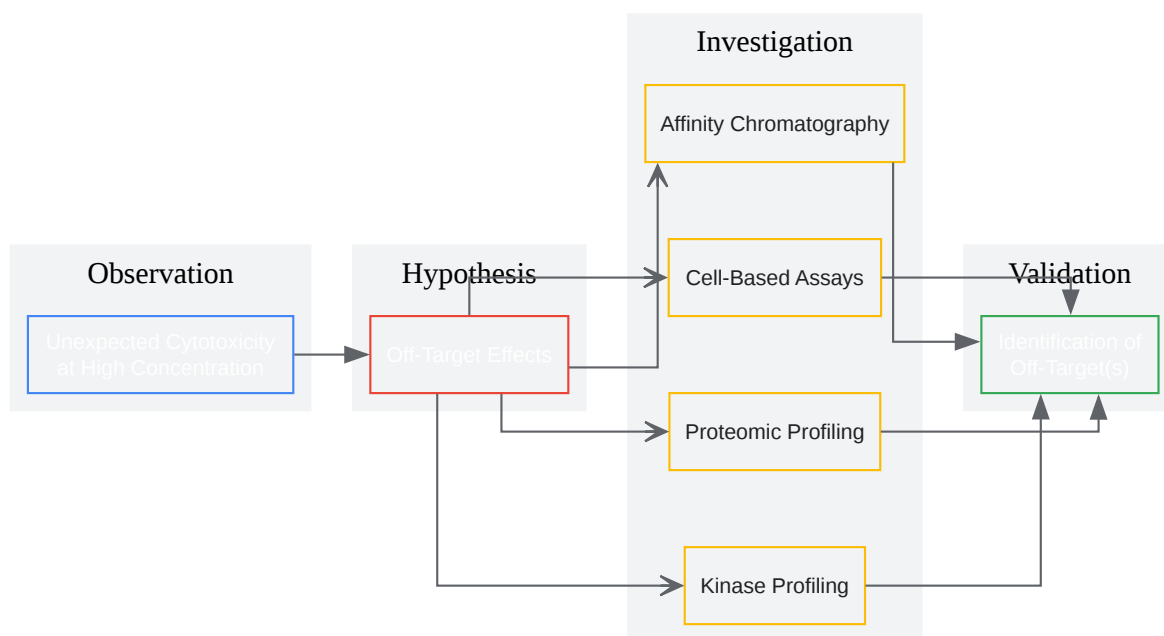 Observation
Unexpected Cytotoxicity
at High Concentration
Hypothesis
Off-Target Effects
Investigation
Affinity Chromatography
Cell-Based Assays
Proteomic Profiling
Kinase Profiling
Validation
Identification of
Off-Target(s)